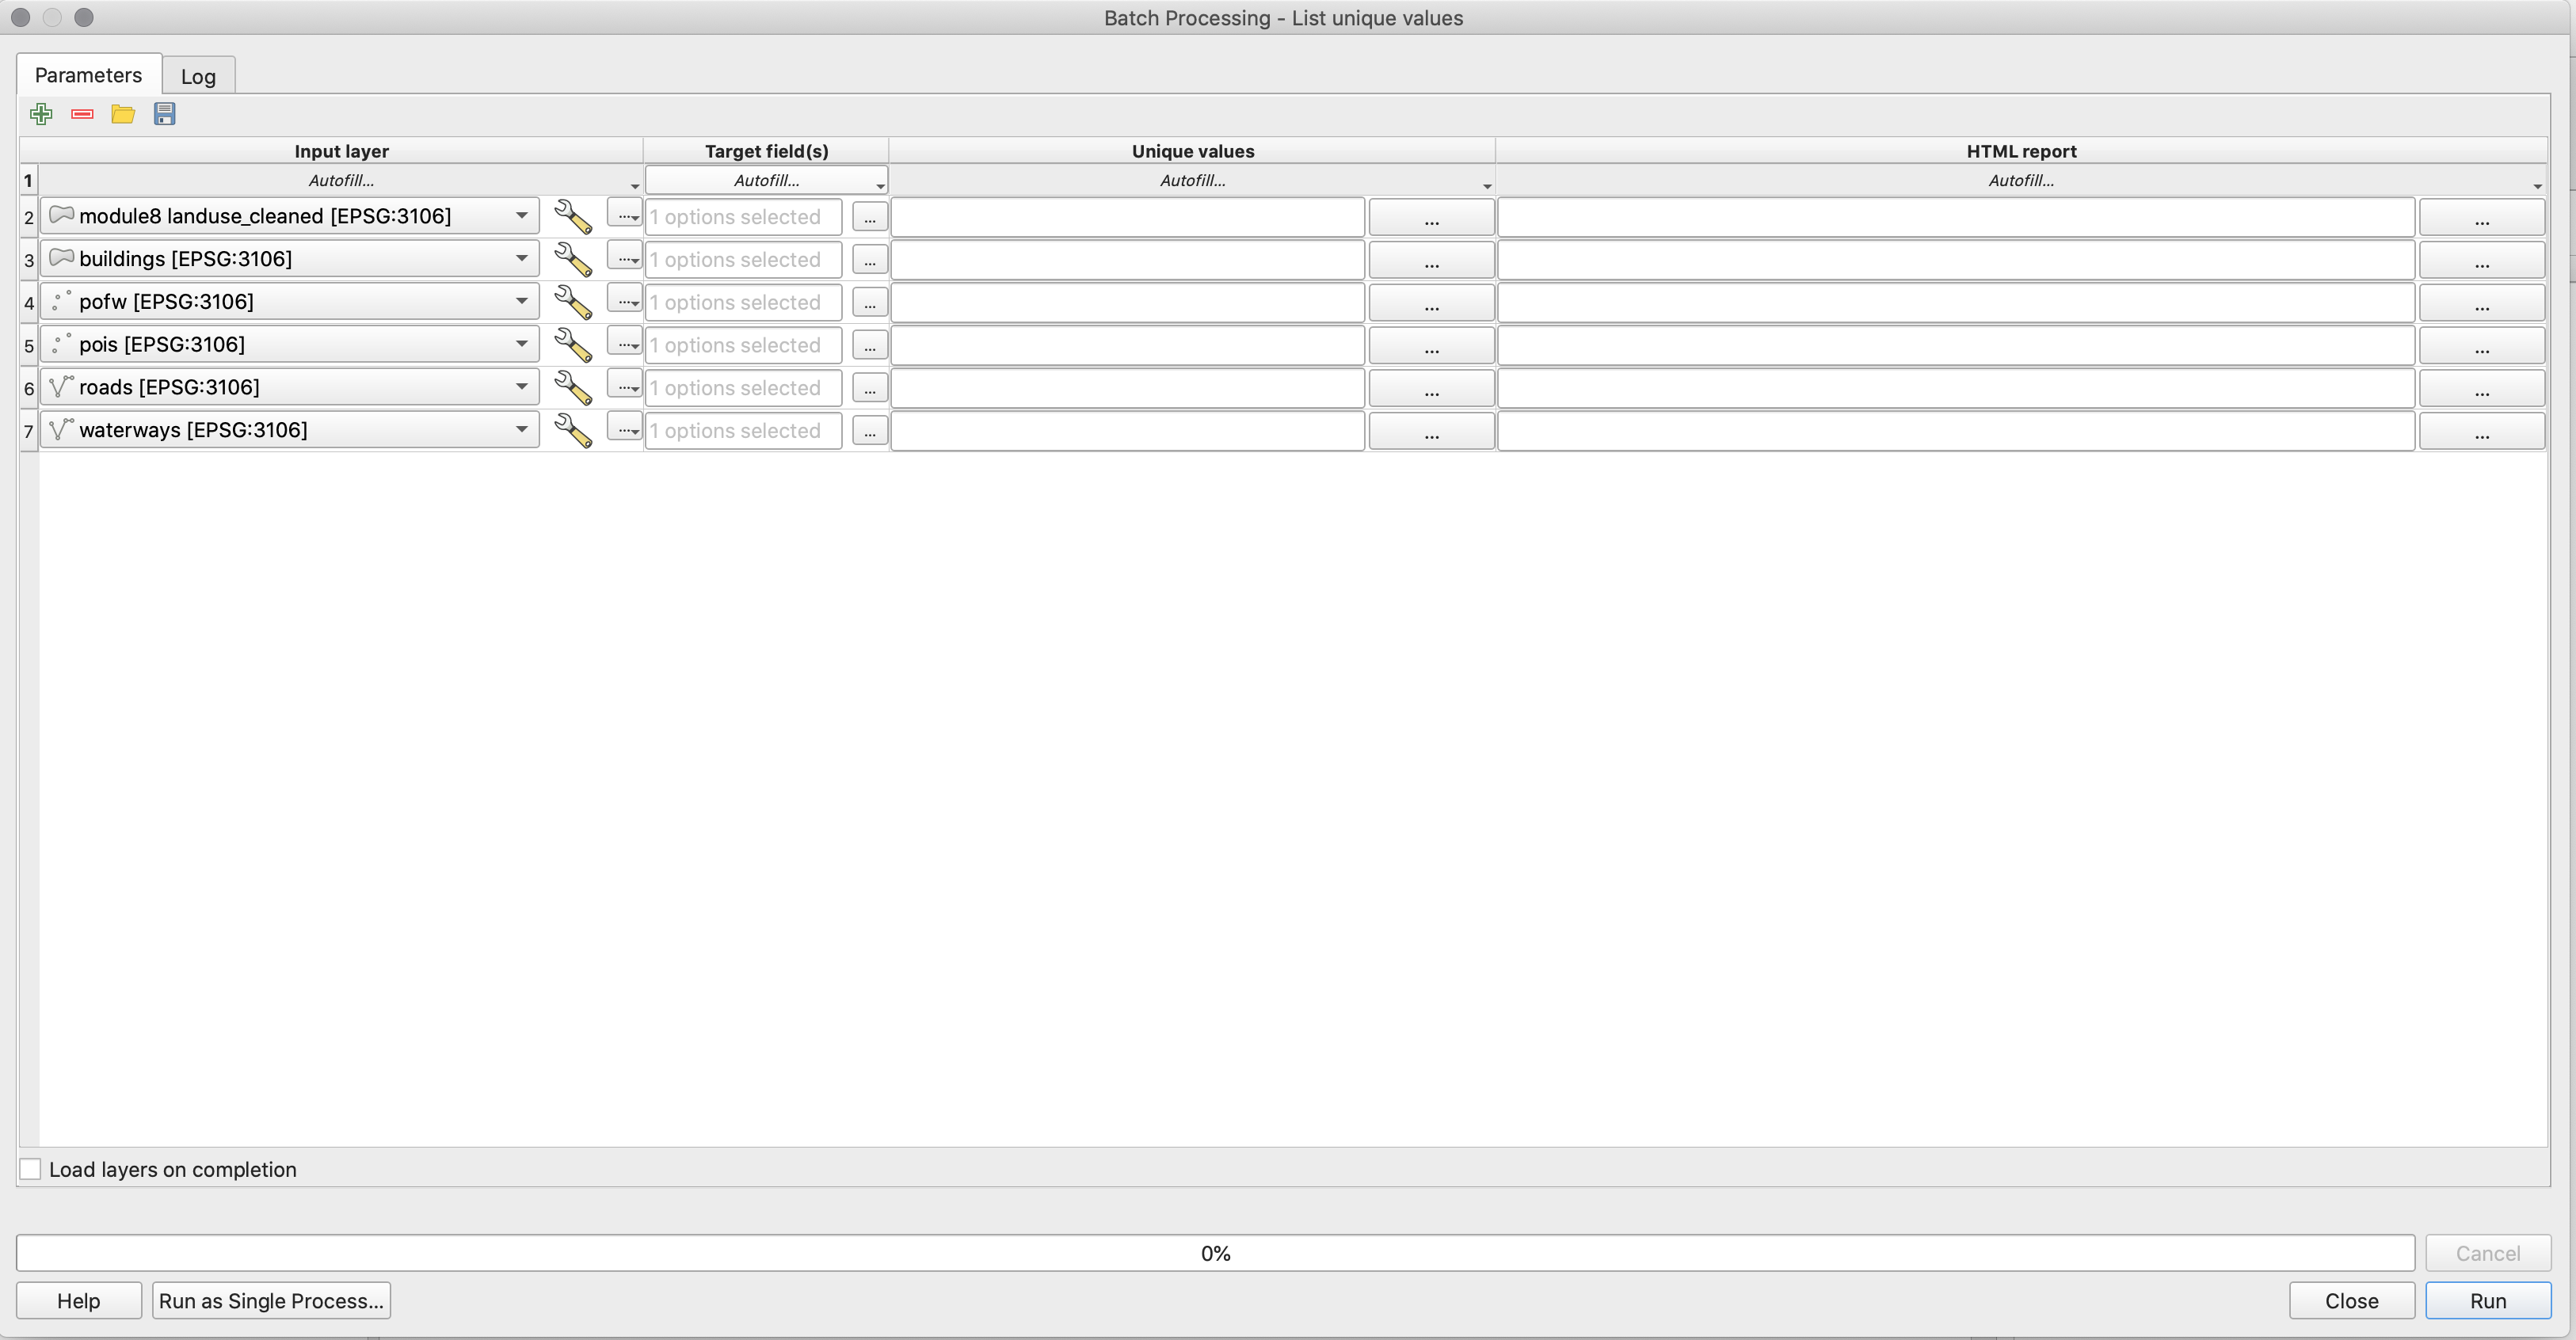 Batch Processing - List unique values
Parameters Log
Input layer Target field(s) Unique values HTML report
1 Autofill... Autofill... Autofill... Autofill...
2 module8 landuse_cleaned [EPSG:3106] ... 1 options selected ... ... ...
3 buildings [EPSG:3106] ... 1 options selected ... ... ...
4 pofw [EPSG:3106] ... 1 options selected ... ... ...
5 pois [EPSG:3106] ... 1 options selected ... ... ...
6 roads [EPSG:3106] ... 1 options selected ... ... ...
7 waterways [EPSG:3106] ... 1 options selected ... ... ...
Load layers on completion
0% Cancel
Help Run as Single Process... Close Run